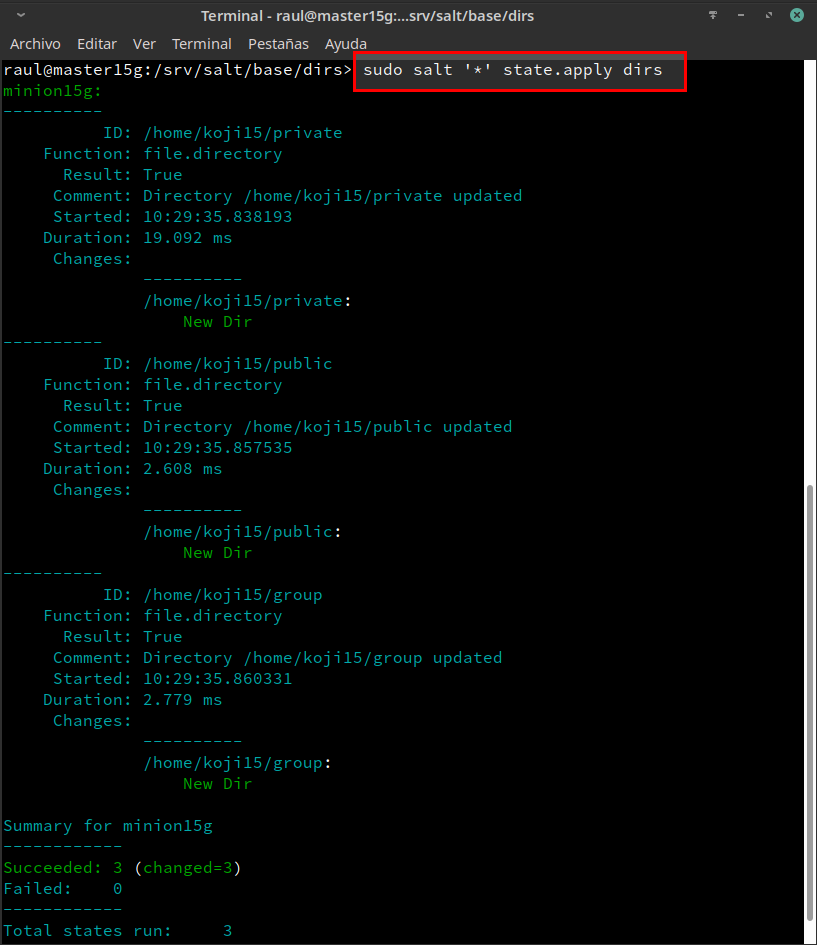 Terminal - raul@master15g:...srv/salt/base/dirs
Archivo Editar Ver Terminal Pestañas Ayuda
raul@master15g:/srv/salt/base/dirs> sudo salt '*' state.apply dirs
minion15g:
----------
          ID: /home/koji15/private
    Function: file.directory
      Result: True
     Comment: Directory /home/koji15/private updated
     Started: 10:29:35.838193
    Duration: 19.092 ms
     Changes:
              ----------
              /home/koji15/private:
                  New Dir
----------
          ID: /home/koji15/public
    Function: file.directory
      Result: True
     Comment: Directory /home/koji15/public updated
     Started: 10:29:35.857535
    Duration: 2.608 ms
     Changes:
              ----------
              /home/koji15/public:
                  New Dir
----------
          ID: /home/koji15/group
    Function: file.directory
      Result: True
     Comment: Directory /home/koji15/group updated
     Started: 10:29:35.860331
    Duration: 2.779 ms
     Changes:
              ----------
              /home/koji15/group:
                  New Dir

Summary for minion15g
------------
Succeeded: 3 (changed=3)
Failed:    0
------------
Total states run:     3